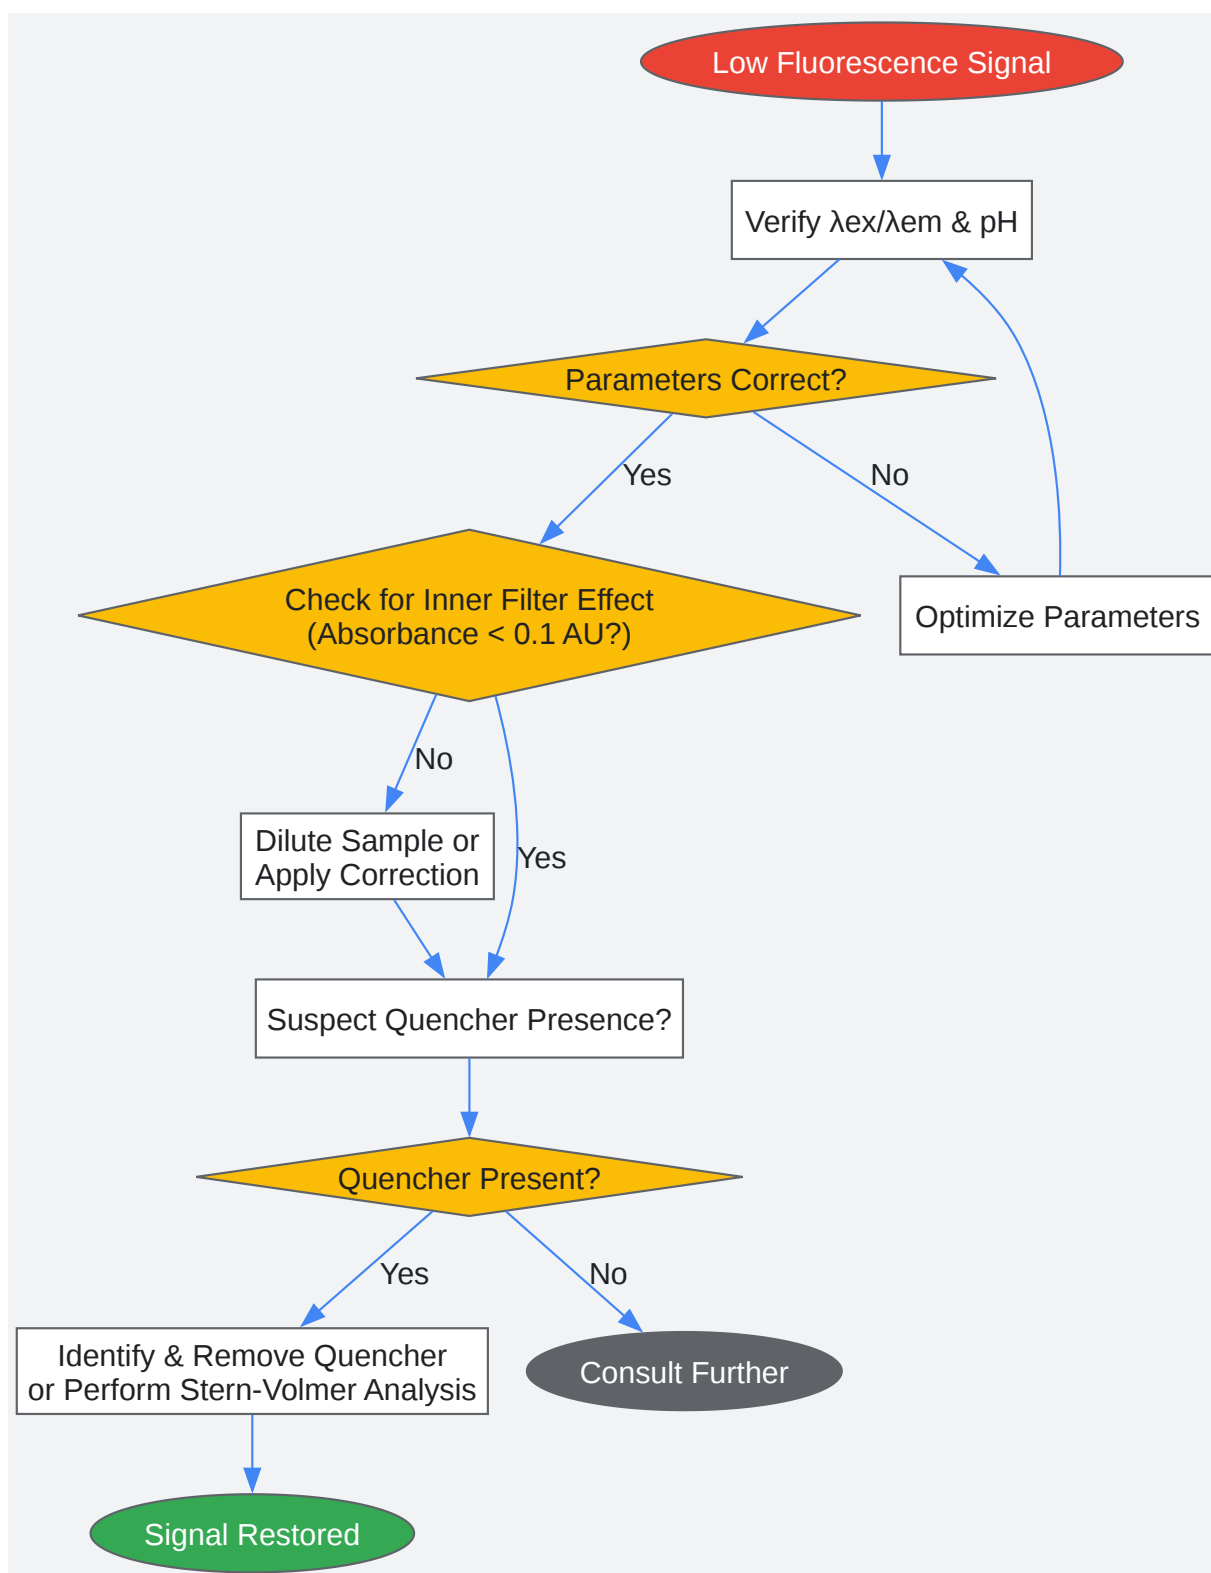 Low Fluorescence Signal
Verify λex/λem & pH
Parameters Correct?
Yes
No
Check for Inner Filter Effect
(Absorbance < 0.1 AU?)
Optimize Parameters
No
Dilute Sample or
Apply Correction
Yes
Suspect Quencher Presence?
Quencher Present?
Yes
No
Identify & Remove Quencher
or Perform Stern-Volmer Analysis
Consult Further
Signal Restored